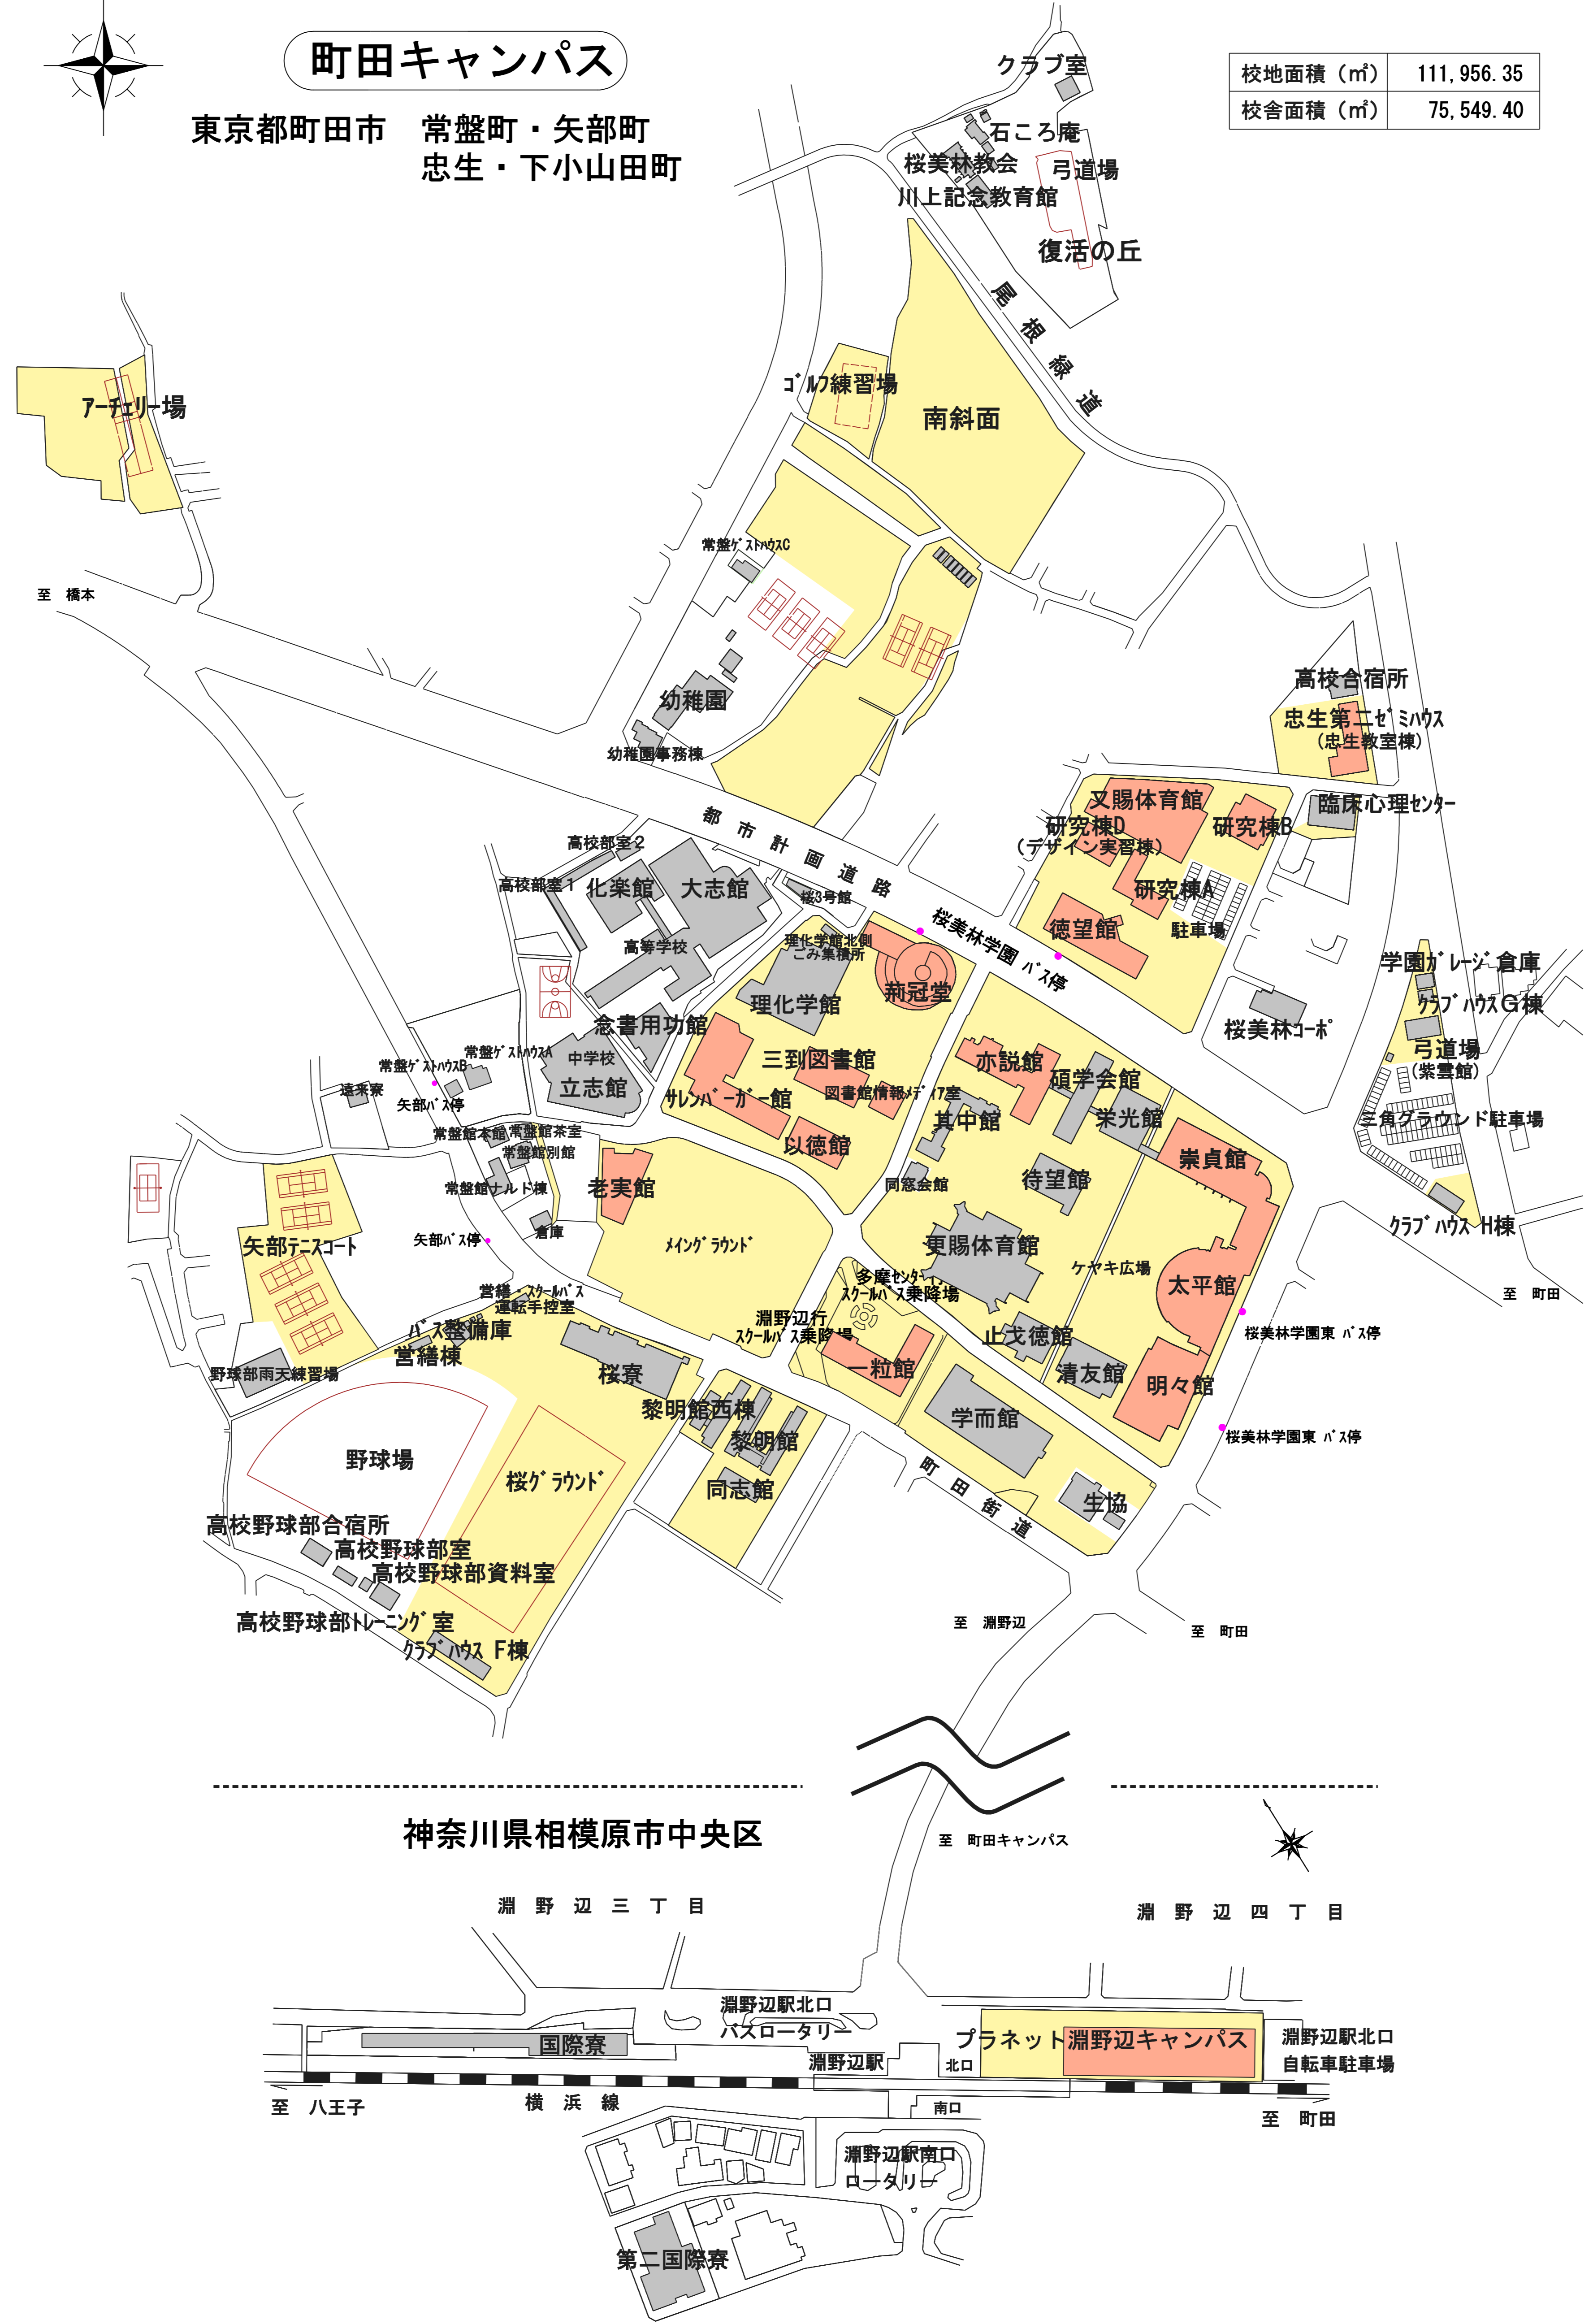 町田キャンパス
東京都町田市　常盤町・矢部町
忠生・下小山田町
校地面積（㎡）　111,956.35
校舎面積（㎡）　75,549.40
クラブ室
石ころ庵
桜美林教会
弓道場
川上記念教育館
復活の丘
尾根緑道
ｺﾞﾙﾌ練習場
南斜面
ｱｰﾁｪﾘｰ場
常盤ｹﾞｽﾄﾊｳｽC
至　橋本
幼稚園
幼稚園事務棟
高校合宿所
忠生第二ｾﾞﾐﾊｳｽ
(忠生教室棟)
臨床心理ｾﾝﾀｰ
都市計画道路
又賜体育館
研究棟D
(デザイン実習棟)
研究棟B
研究棟A
徳望館
駐車場
高校部室２
高校部室１
化楽館
大志館
桜3号館
高等学校
桜美林学園 ﾊﾞｽ停
理化学館北側
ごみ集積所
理化学館
荊冠堂
学園ｶﾞﾚｰｼﾞ倉庫
ｸﾗﾌﾞﾊｳｽＧ棟
桜美林ｺｰﾎﾟ
弓道場
(紫雲館)
三角グラウンド駐車場
ｸﾗﾌﾞﾊｳｽ H棟
至　町田
念書用功館
常盤ｹﾞｽﾄﾊｳｽA
常盤ｹﾞｽﾄﾊｳｽB
中学校
立志館
遠来寮
矢部ﾊﾞｽ停
三到図書館
図書館情報ﾒﾃﾞｨｱ室
ｻﾚﾝﾊﾞｰｶﾞｰ館
以徳館
亦説館
碩学会館
其中館
栄光館
崇貞館
待望館
同窓会館
常盤館本館
常盤館茶室
常盤館別館
常盤館ナルド棟
倉庫
老実館
ﾒｲﾝｸﾞﾗｳﾝﾄﾞ
矢部ﾃﾆｽｺｰﾄ
矢部ﾊﾞｽ停
更賜体育館
ケヤキ広場
太平館
多摩ｾﾝﾀｰ行
ｽｸｰﾙﾊﾞｽ乗降場
淵野辺行
ｽｸｰﾙﾊﾞｽ乗降場
営繕・ｽｸｰﾙﾊﾞｽ
運転手控室
ﾊﾞｽ整備庫
営繕棟
野球部雨天練習場
桜寮
一粒館
止戈徳館
清友館
明々館
桜美林学園東 ﾊﾞｽ停
桜美林学園東 ﾊﾞｽ停
学而館
黎明館西棟
黎明館
同志館
生協
町田街道
野球場
桜ｸﾞﾗｳﾝﾄﾞ
高校野球部合宿所
高校野球部室
高校野球部資料室
高校野球部ﾄﾚｰﾆﾝｸﾞ室
ｸﾗﾌﾞﾊｳｽ F棟
至　淵野辺
至　町田
神奈川県相模原市中央区
至　町田キャンパス
淵野辺三丁目
淵野辺四丁目
淵野辺駅北口
バスロータリー
国際寮
淵野辺駅
北口
プラネット淵野辺キャンパス
淵野辺駅北口
自転車駐車場
至　八王子
横浜線
南口
至　町田
淵野辺駅南口
ロータリー
第二国際寮